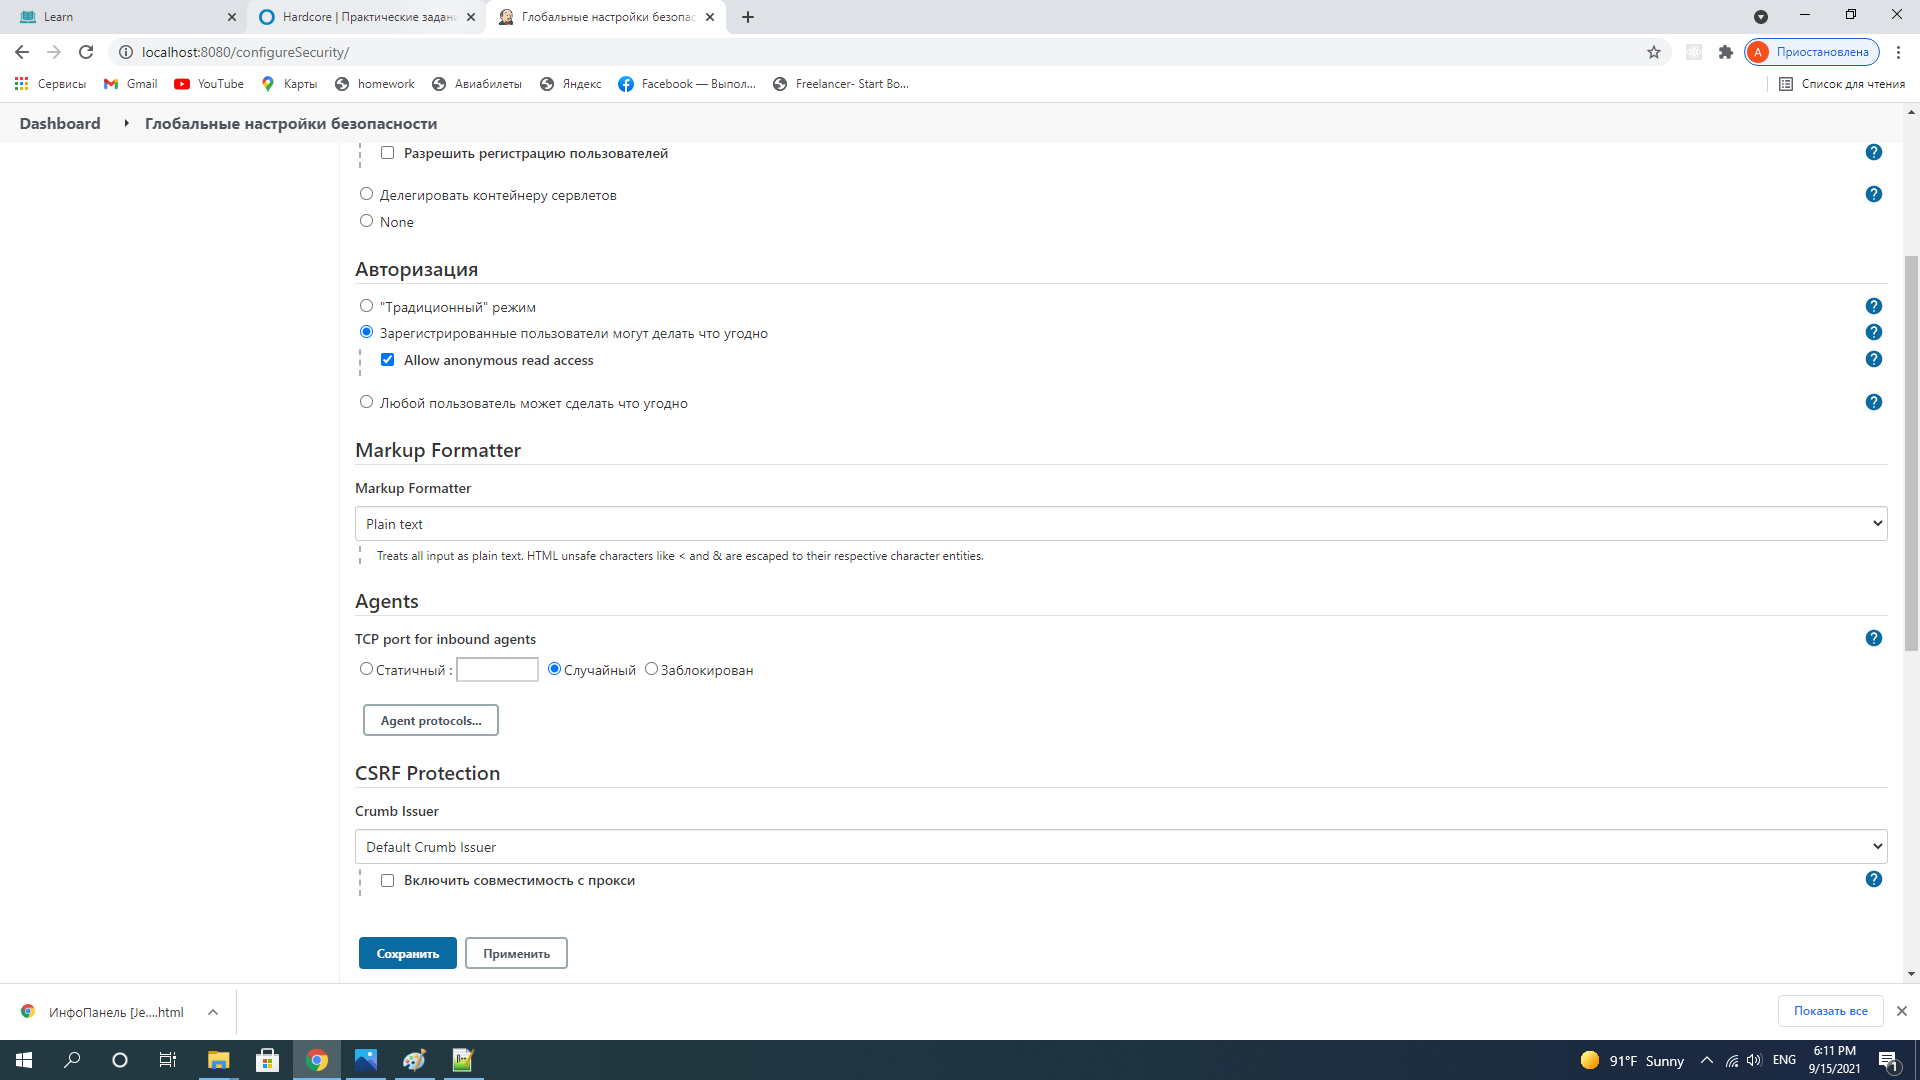 Learn
Hardcore | Практические задани
Глобальные настройки безопас
localhost:8080/configureSecurity/
A Приостановлена
Сервисы Gmail YouTube Карты homework Авиабилеты Яндекс Facebook — Выпол... Freelancer- Start Bo... Список для чтения
Dashboard Глобальные настройки безопасности
Разрешить регистрацию пользователей
Делегировать контейнеру сервлетов
None
Авторизация
"Традиционный" режим
Зарегистрированные пользователи могут делать что угодно
Allow anonymous read access
Любой пользователь может сделать что угодно
Markup Formatter
Markup Formatter
Plain text
Treats all input as plain text. HTML unsafe characters like < and & are escaped to their respective character entities.
Agents
TCP port for inbound agents
Статичный : Случайный Заблокирован
Agent protocols...
CSRF Protection
Crumb Issuer
Default Crumb Issuer
Включить совместимость с прокси
Сохранить Применить
ИнфоПанель [Je....html
Показать все
91°F Sunny ENG
6:11 PM
9/15/2021
1